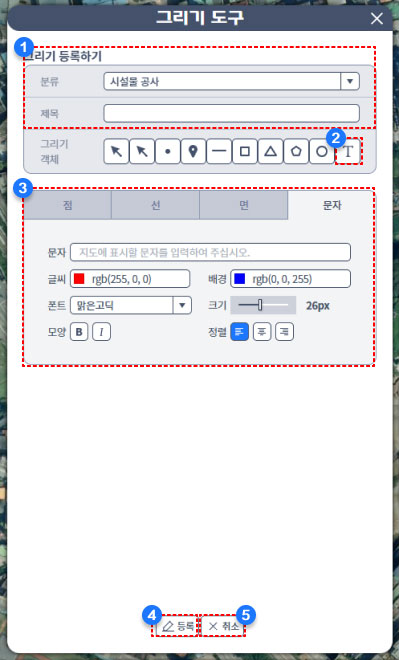 그리기 도구
1
그리기 등록하기
분류 시설물 공사
제목
2
그리기
객체
T
3
점 선 면 문자
문자 지도에 표시할 문자를 입력하여 주십시오.
글씨 rgb(255, 0, 0) 배경 rgb(0, 0, 255)
폰트 맑은고딕 크기 26px
모양 B I 정렬
4 5
등록 취소